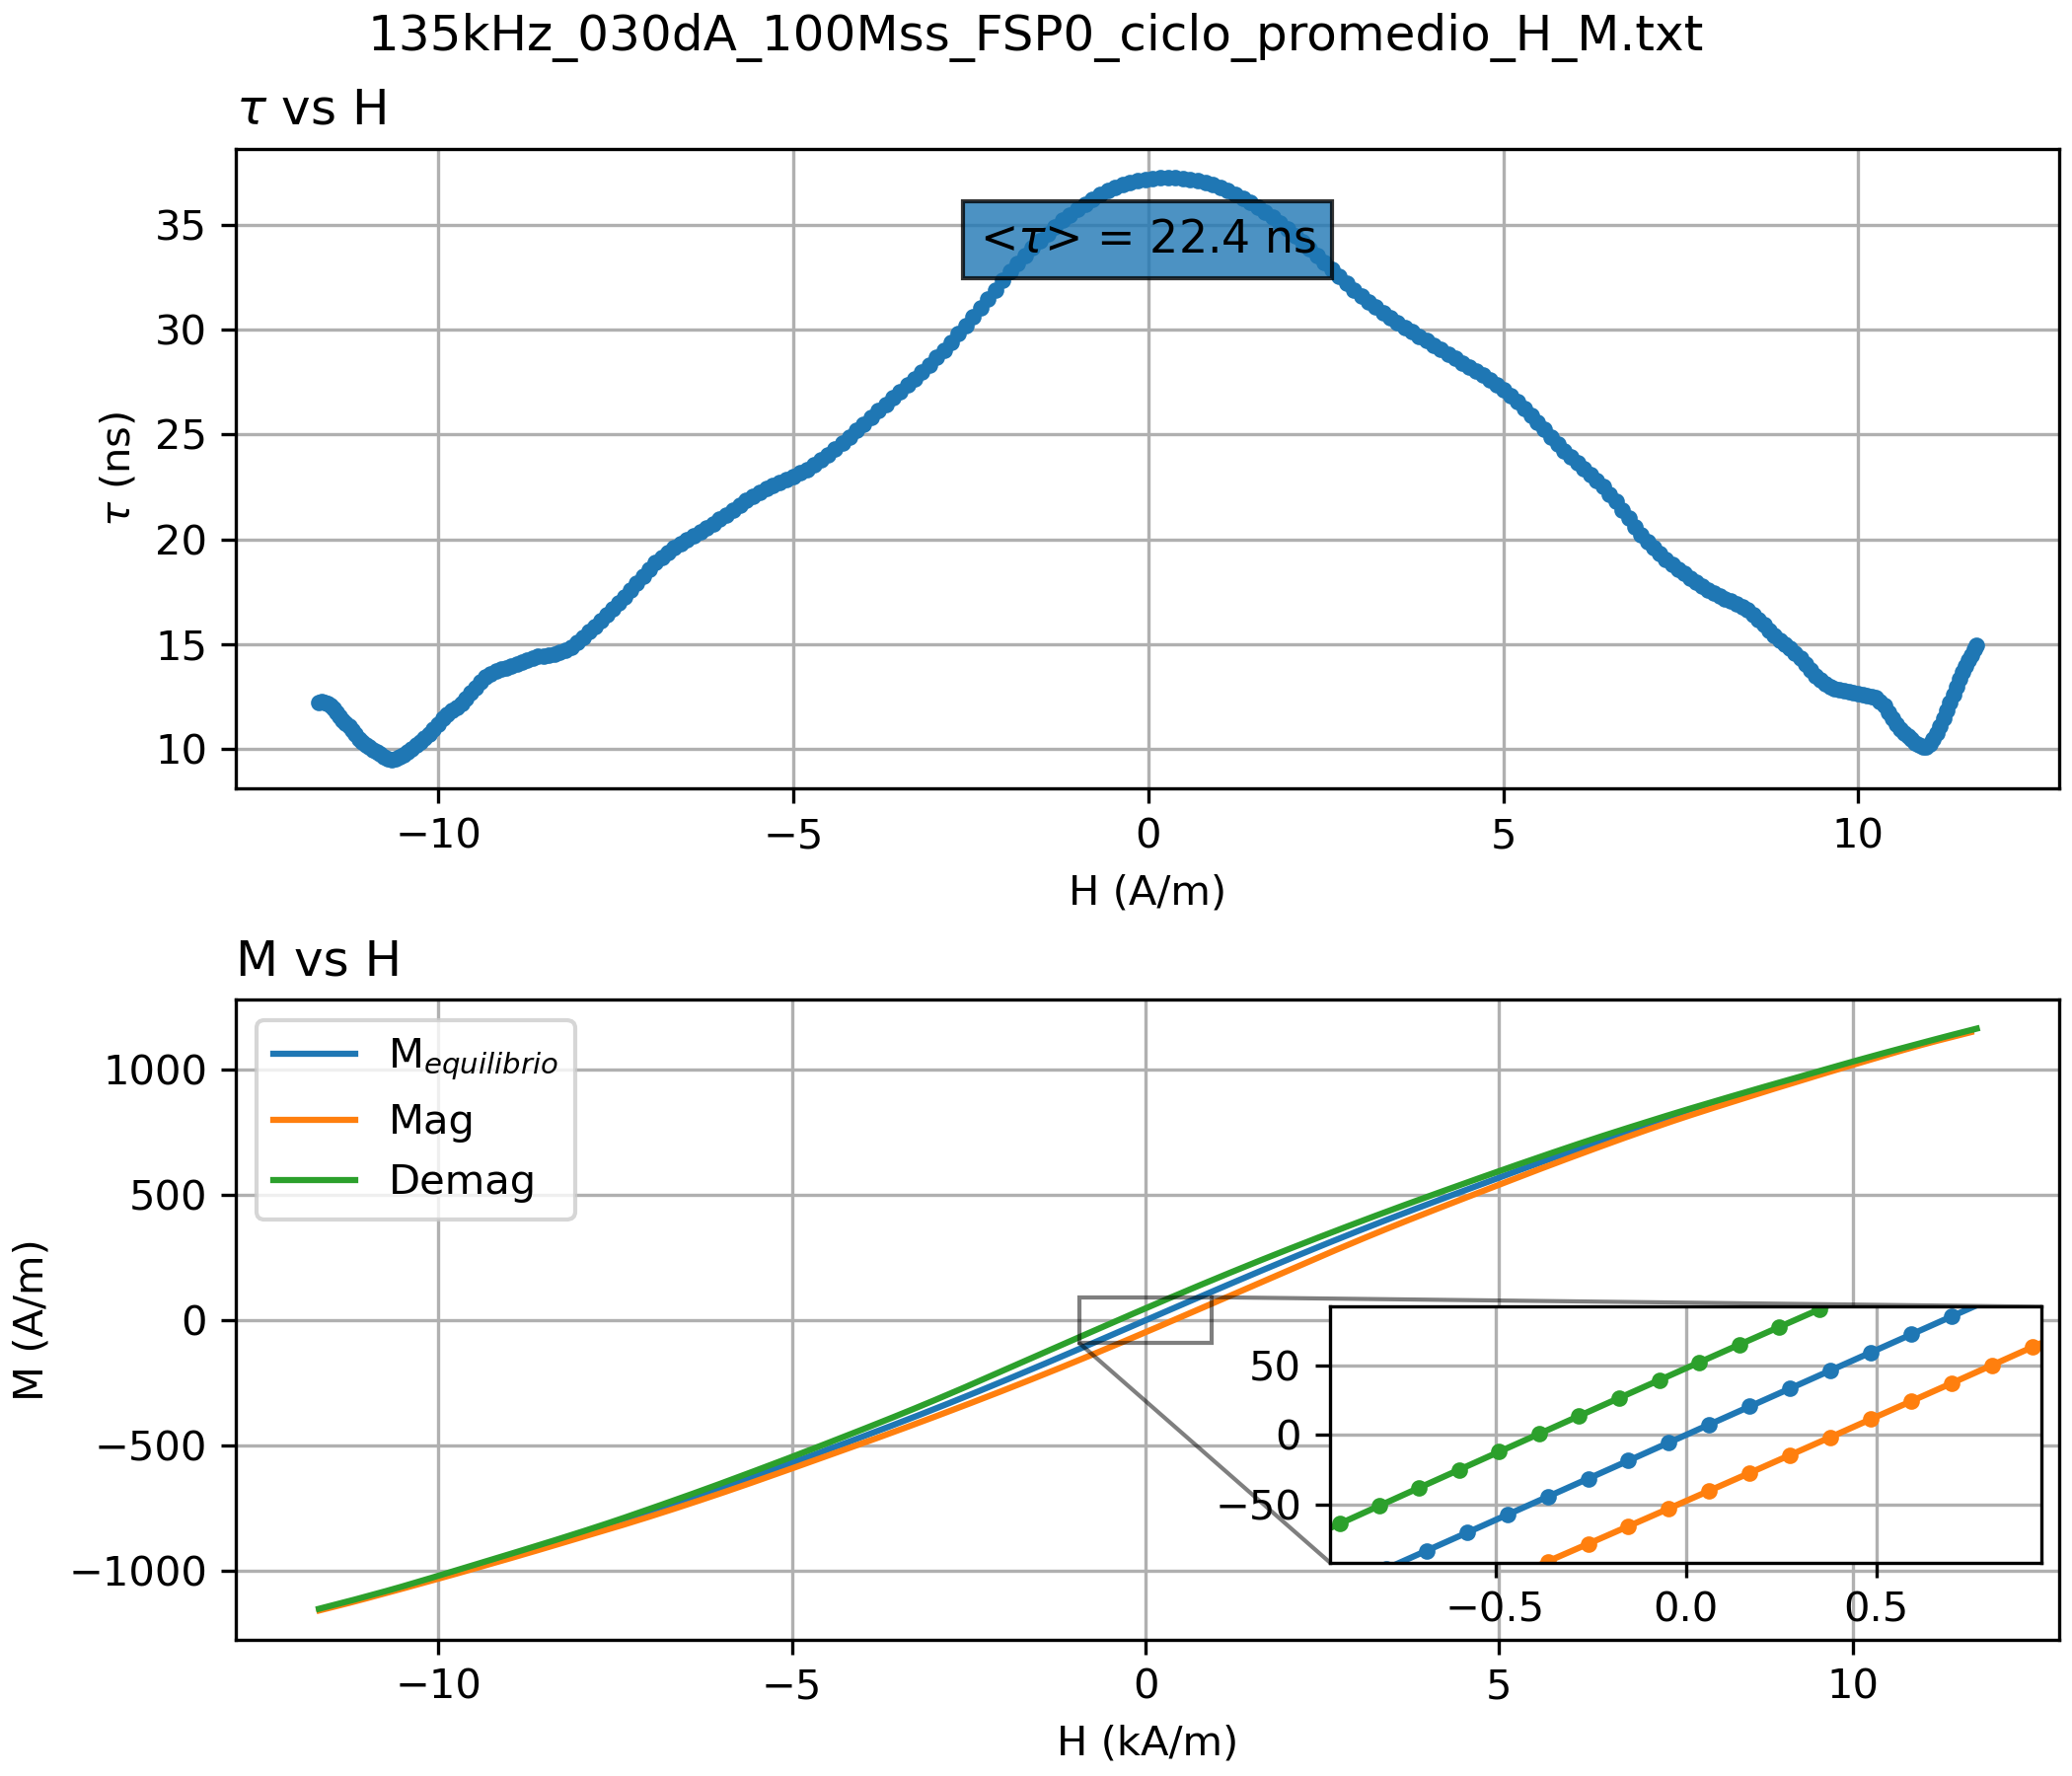 135kHz_030dA_100Mss_FSP0_ciclo_promedio_H_M.txt
τ vs H
<τ> = 22.4 ns
35
30
25
20
15
10
τ (ns)
−10
−5
0
5
10
H (A/m)
M vs H
M_equilibrio
Mag
Demag
1000
500
0
−500
−1000
M (A/m)
50
0
−50
−0.5
0.0
0.5
−10
−5
0
5
10
H (kA/m)